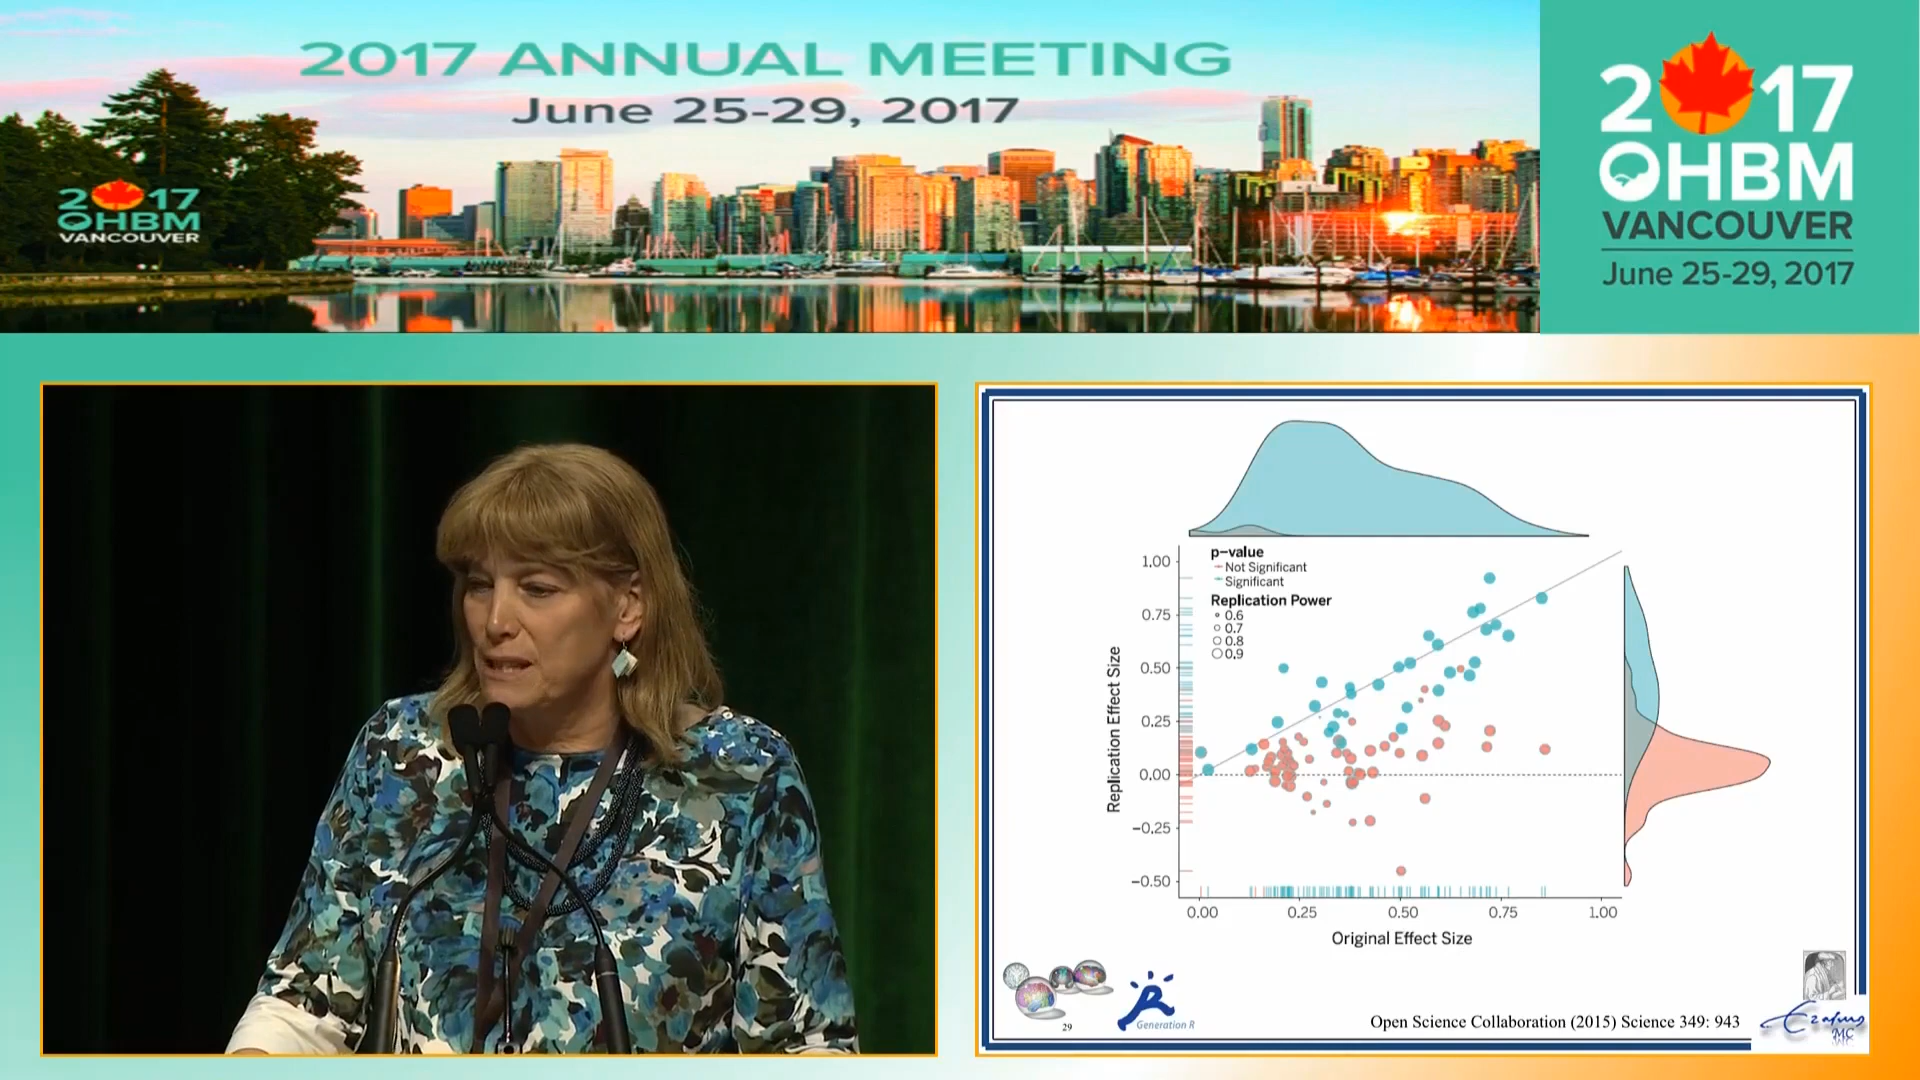 2017 ANNUAL MEETING
June 25-29, 2017
2017
OHBM
VANCOUVER
2017
OHBM
VANCOUVER
June 25-29, 2017
p-value
Not Significant
Significant
Replication Power
0.6
0.7
0.8
0.9
Replication Effect Size
1.00
0.75
0.50
0.25
0.00
−0.25
−0.50
0.00 0.25 0.50 0.75 1.00
Original Effect Size
29
Generation R
Open Science Collaboration (2015) Science 349: 943
Erasmus
MC